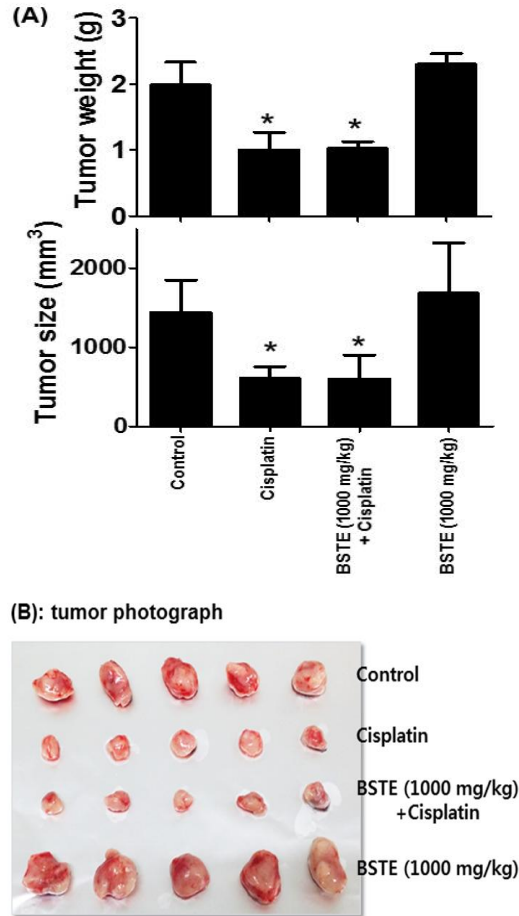 (A)
Tumor weight (g)
3
2
1
0
*
*
Tumor size (mm³)
2000
1000
0
*
*
Control
Cisplatin
BSTE (1000 mg/kg)
+ Cisplatin
BSTE (1000 mg/kg)
(B): tumor photograph
Control
Cisplatin
BSTE (1000 mg/kg)
+Cisplatin
BSTE (1000 mg/kg)